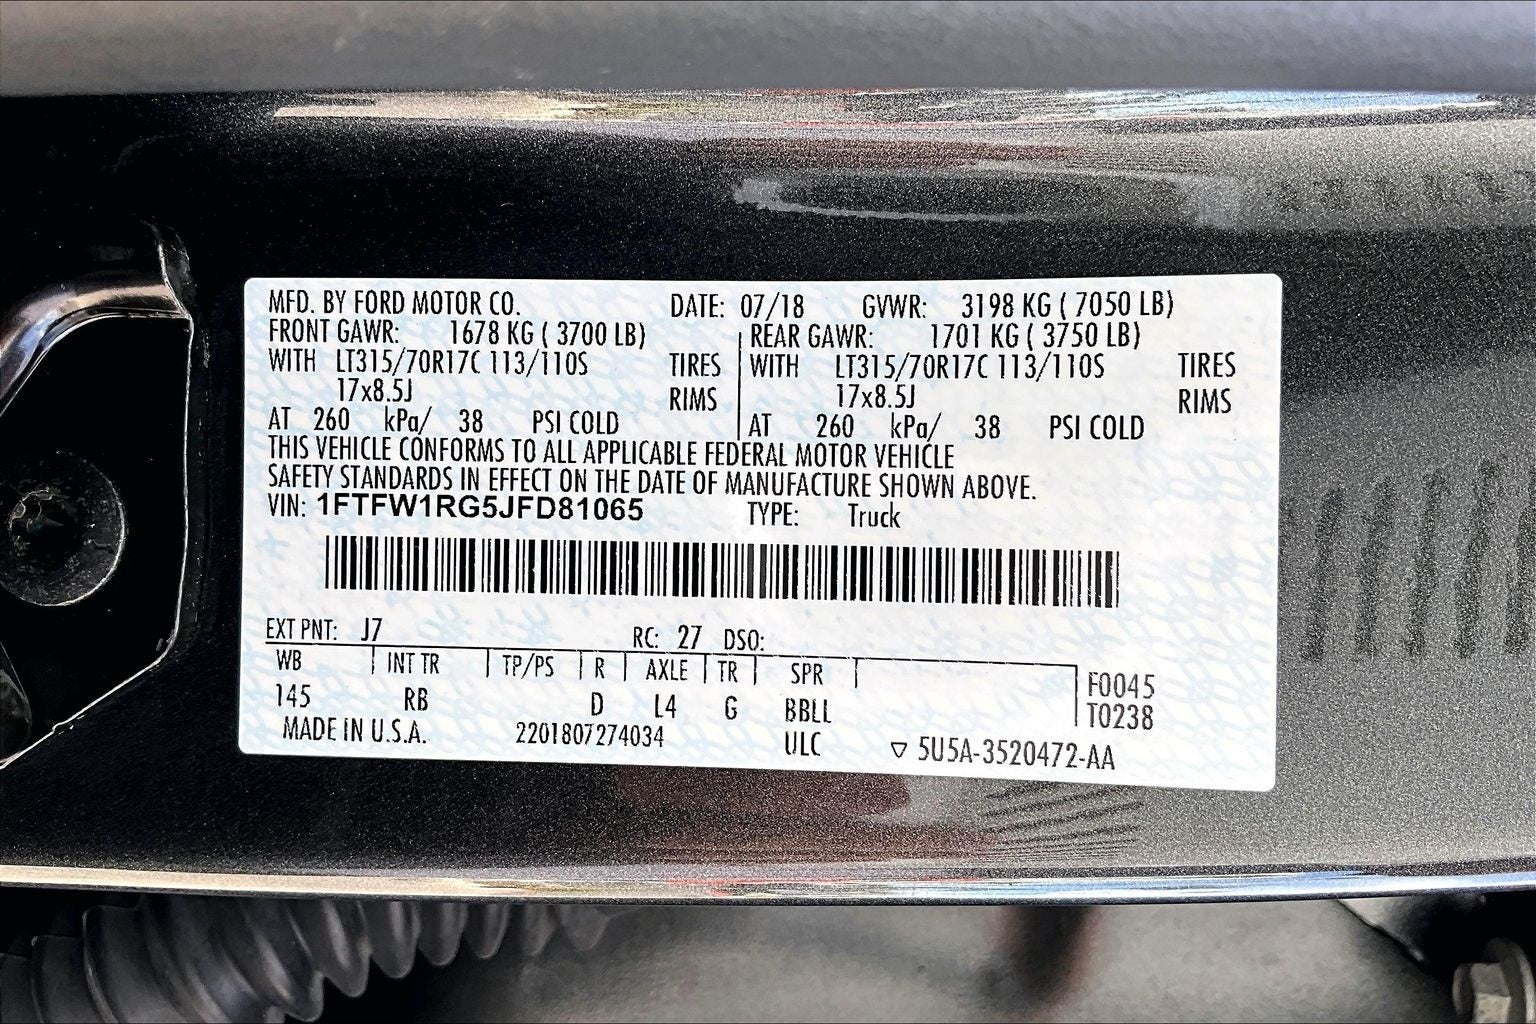 MFD. BY FORD MOTOR CO. DATE: 07/18 GVWR: 3198 KG ( 7050 LB)
FRONT GAWR: 1678 KG ( 3700 LB) REAR GAWR: 1701 KG ( 3750 LB)
WITH LT315/70R17C 113/110S TIRES WITH LT315/70R17C 113/110S TIRES
17x8.5J RIMS 17x8.5J RIMS
AT 260 kPa/ 38 PSI COLD AT 260 kPa/ 38 PSI COLD
THIS VEHICLE CONFORMS TO ALL APPLICABLE FEDERAL MOTOR VEHICLE
SAFETY STANDARDS IN EFFECT ON THE DATE OF MANUFACTURE SHOWN ABOVE.
VIN: 1FTFW1RG5JFD81065 TYPE: Truck
EXT PNT: J7 RC: 27 DSO:
WB INT TR TP/PS R AXLE TR SPR F0045
145 RB D L4 G BBLL T0238
MADE IN U.S.A. 2201807274034 ULC ▽ 5U5A-3520472-AA